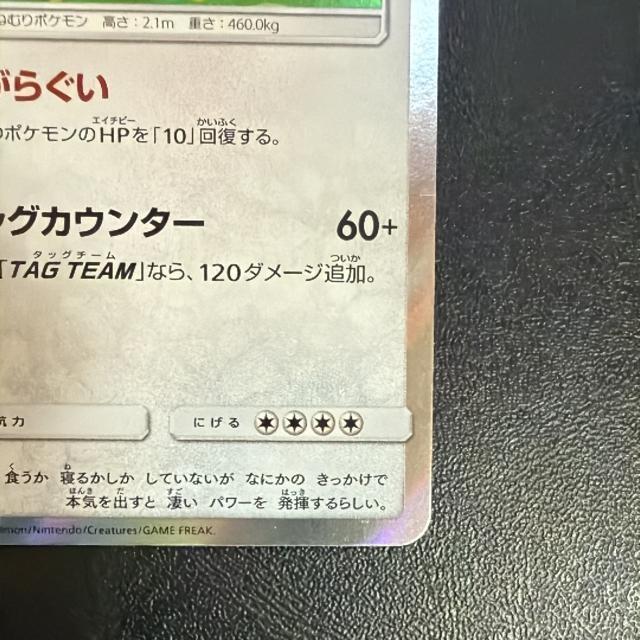 ねむりポケモン 高さ：2.1m 重さ：460.0kg
がらぐい
のポケモンのHPを「10」回復する。
ッグカウンター 60+
「TAG TEAM」なら、120ダメージ追加。
抗力 にげる
食うか 寝るかしか していないが なにかの きっかけで
本気を出すと 凄い パワーを 発揮するらしい。
émon/Nintendo/Creatures/GAME FREAK.